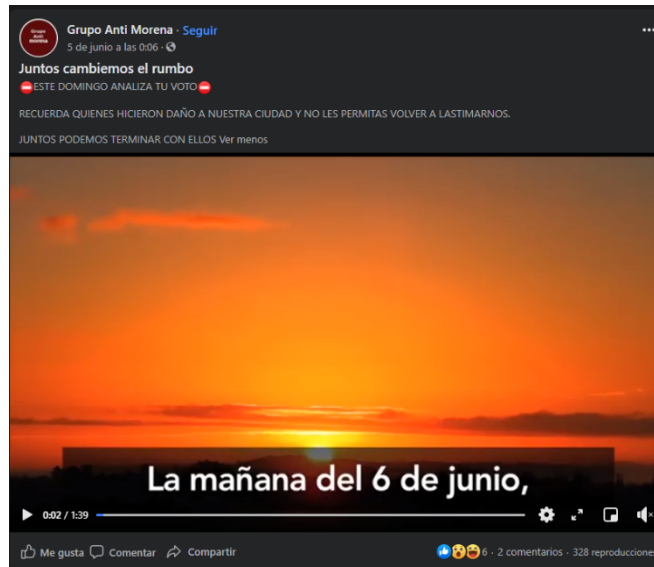 Grupo Anti Morena · Seguir
5 de junio a las 0:06 ·
Juntos cambiemos el rumbo
⛔ESTE DOMINGO ANALIZA TU VOTO⛔
RECUERDA QUIENES HICIERON DAÑO A NUESTRA CIUDAD Y NO LES PERMITAS VOLVER A LASTIMARNOS.
JUNTOS PODEMOS TERMINAR CON ELLOS Ver menos
La mañana del 6 de junio,
0:02 / 1:39
Me gusta Comentar Compartir 6 · 2 comentarios · 328 reproducciones